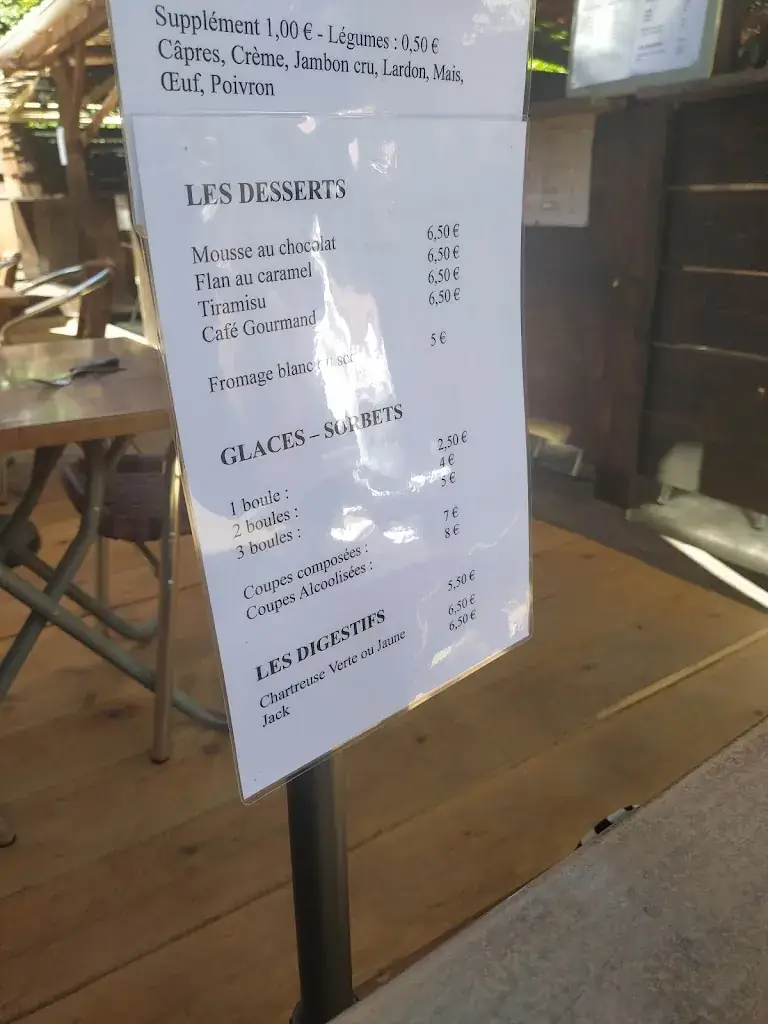 Supplément 1,00 € - Légumes : 0,50 €
Câpres, Crème, Jambon cru, Lardon, Mais,
Œuf, Poivron
LES DESSERTS
Mousse au chocolat 6,50 €
Flan au caramel 6,50 €
Tiramisu 6,50 €
Café Gourmand 6,50 €
Fromage blanc ou sec 5 €
GLACES – SORBETS
1 boule : 2,50 €
2 boules : 4 €
3 boules : 5 €
Coupes composées : 7 €
Coupes Alcoolisées : 8 €
LES DIGESTIFS 5,50 €
Chartreuse Verte ou Jaune 6,50 €
Jack 6,50 €